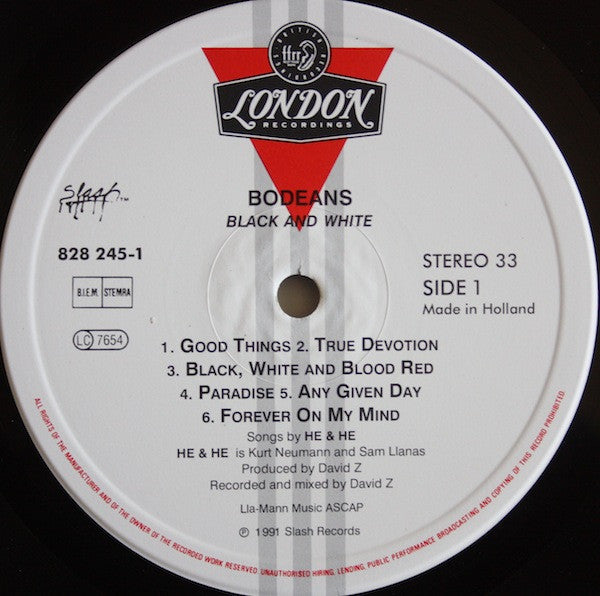 BRITISH
ffrr
RECORDINGS
LONDON
RECORDINGS
BODEANS
BLACK AND WHITE
Slash ™
828 245-1
STEREO 33
SIDE 1
Made in Holland
B.I.E.M. STEMRA
LC 7654
1. GOOD THINGS 2. TRUE DEVOTION
3. BLACK, WHITE AND BLOOD RED
4. PARADISE 5. ANY GIVEN DAY
6. FOREVER ON MY MIND
Songs by HE & HE
HE & HE is Kurt Neumann and Sam Llanas
Produced by David Z
Recorded and mixed by David Z
Lla-Mann Music ASCAP
℗ 1991 Slash Records
ALL RIGHTS OF THE MANUFACTURER AND OF THE OWNER OF THE RECORDED WORK RESERVED. UNAUTHORISED HIRING, LENDING, PUBLIC PERFORMANCE BROADCASTING AND COPYING OF THIS RECORD PROHIBITED.